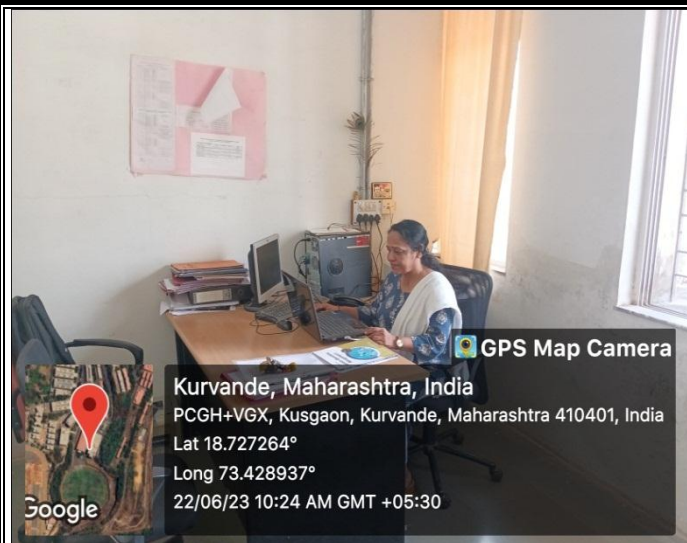 GPS Map Camera
Kurvande, Maharashtra, India
PCGH+VGX, Kusgaon, Kurvande, Maharashtra 410401, India
Lat 18.727264°
Long 73.428937°
22/06/23 10:24 AM GMT +05:30
Google